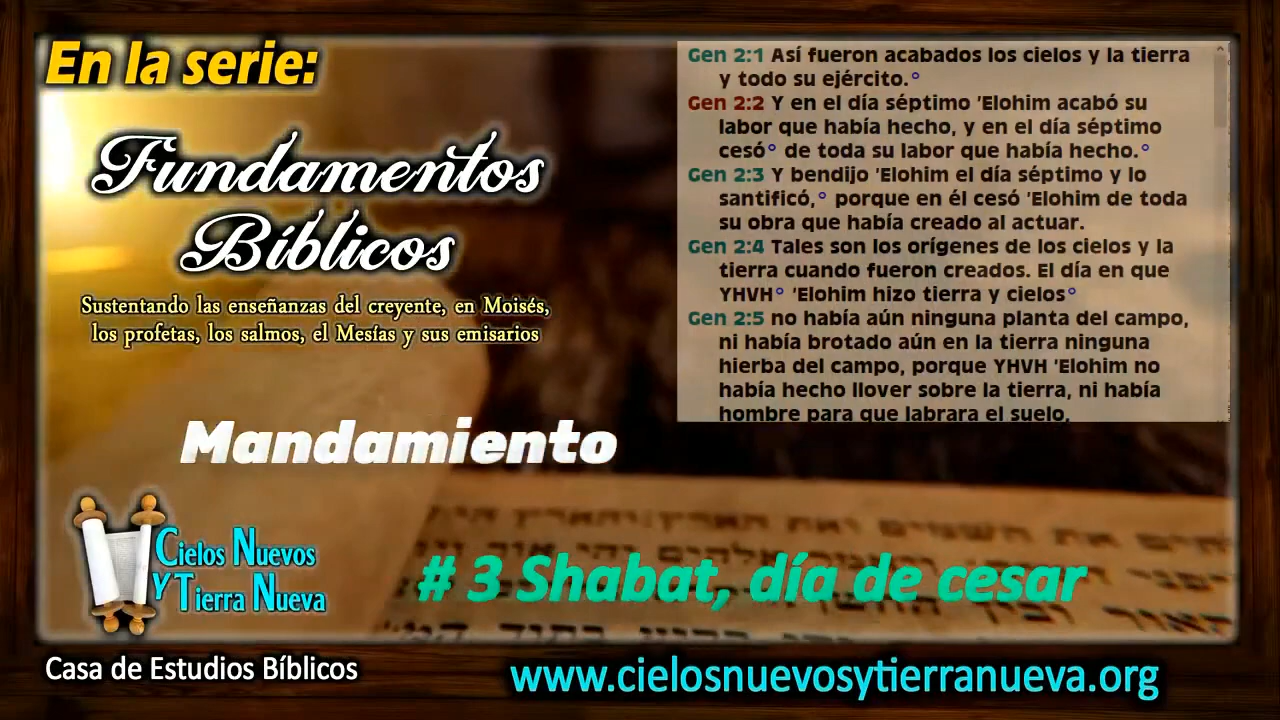 En la serie:
Fundamentos
Bíblicos
Sustentando las enseñanzas del creyente, en Moisés,
los profetas, los salmos, el Mesías y sus emisarios
Mandamiento
Gen 2:1 Así fueron acabados los cielos y la tierra
y todo su ejército.°
Gen 2:2 Y en el día séptimo 'Elohim acabó su
labor que había hecho, y en el día séptimo
cesó° de toda su labor que había hecho.°
Gen 2:3 Y bendijo 'Elohim el día séptimo y lo
santificó,° porque en él cesó 'Elohim de toda
su obra que había creado al actuar.
Gen 2:4 Tales son los orígenes de los cielos y la
tierra cuando fueron creados. El día en que
YHVH° 'Elohim hizo tierra y cielos°
Gen 2:5 no había aún ninguna planta del campo,
ni había brotado aún en la tierra ninguna
hierba del campo, porque YHVH 'Elohim no
había hecho llover sobre la tierra, ni había
hombre para que labrara el suelo,
Cielos Nuevos
Y Tierra Nueva
# 3 Shabat, día de cesar
Casa de Estudios Bíblicos
www.cielosnuevosytierranueva.org